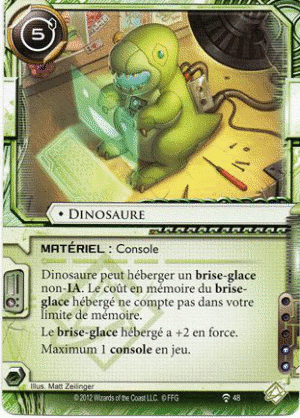 5
• DINOSAURE
MATÉRIEL : Console
Dinosaure peut héberger un brise-glace
non-IA. Le coût en mémoire du brise-
glace hébergé ne compte pas dans votre
limite de mémoire.
Le brise-glace hébergé a +2 en force.
Maximum 1 console en jeu.
Illus. Matt Zeilinger
© 2012 Wizards of the Coast LLC. © FFG 48